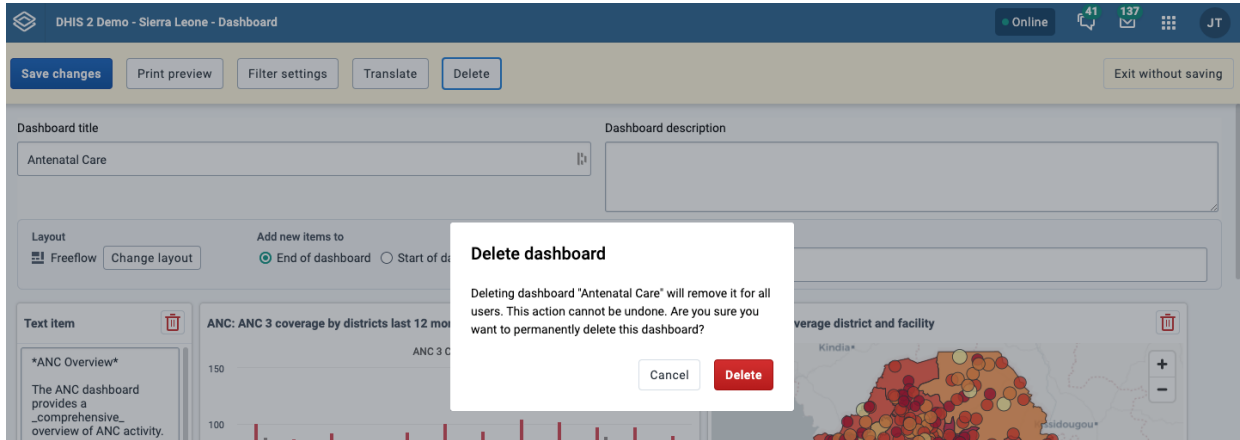 DHIS 2 Demo - Sierra Leone - Dashboard
Online
41
137
JT
Save changes
Print preview
Filter settings
Translate
Delete
Exit without saving
Dashboard title
Dashboard description
Antenatal Care
Layout
Freeflow
Change layout
Add new items to
End of dashboard
Start of da
Delete dashboard
Deleting dashboard "Antenatal Care" will remove it for all
users. This action cannot be undone. Are you sure you
want to permanently delete this dashboard?
Cancel
Delete
Text item
*ANC Overview*
The ANC dashboard
provides a
_comprehensive_
overview of ANC activity.
ANC: ANC 3 coverage by districts last 12 mo
ANC 3 C
150
100
verage district and facility
Kindia
+
−
ssidougou